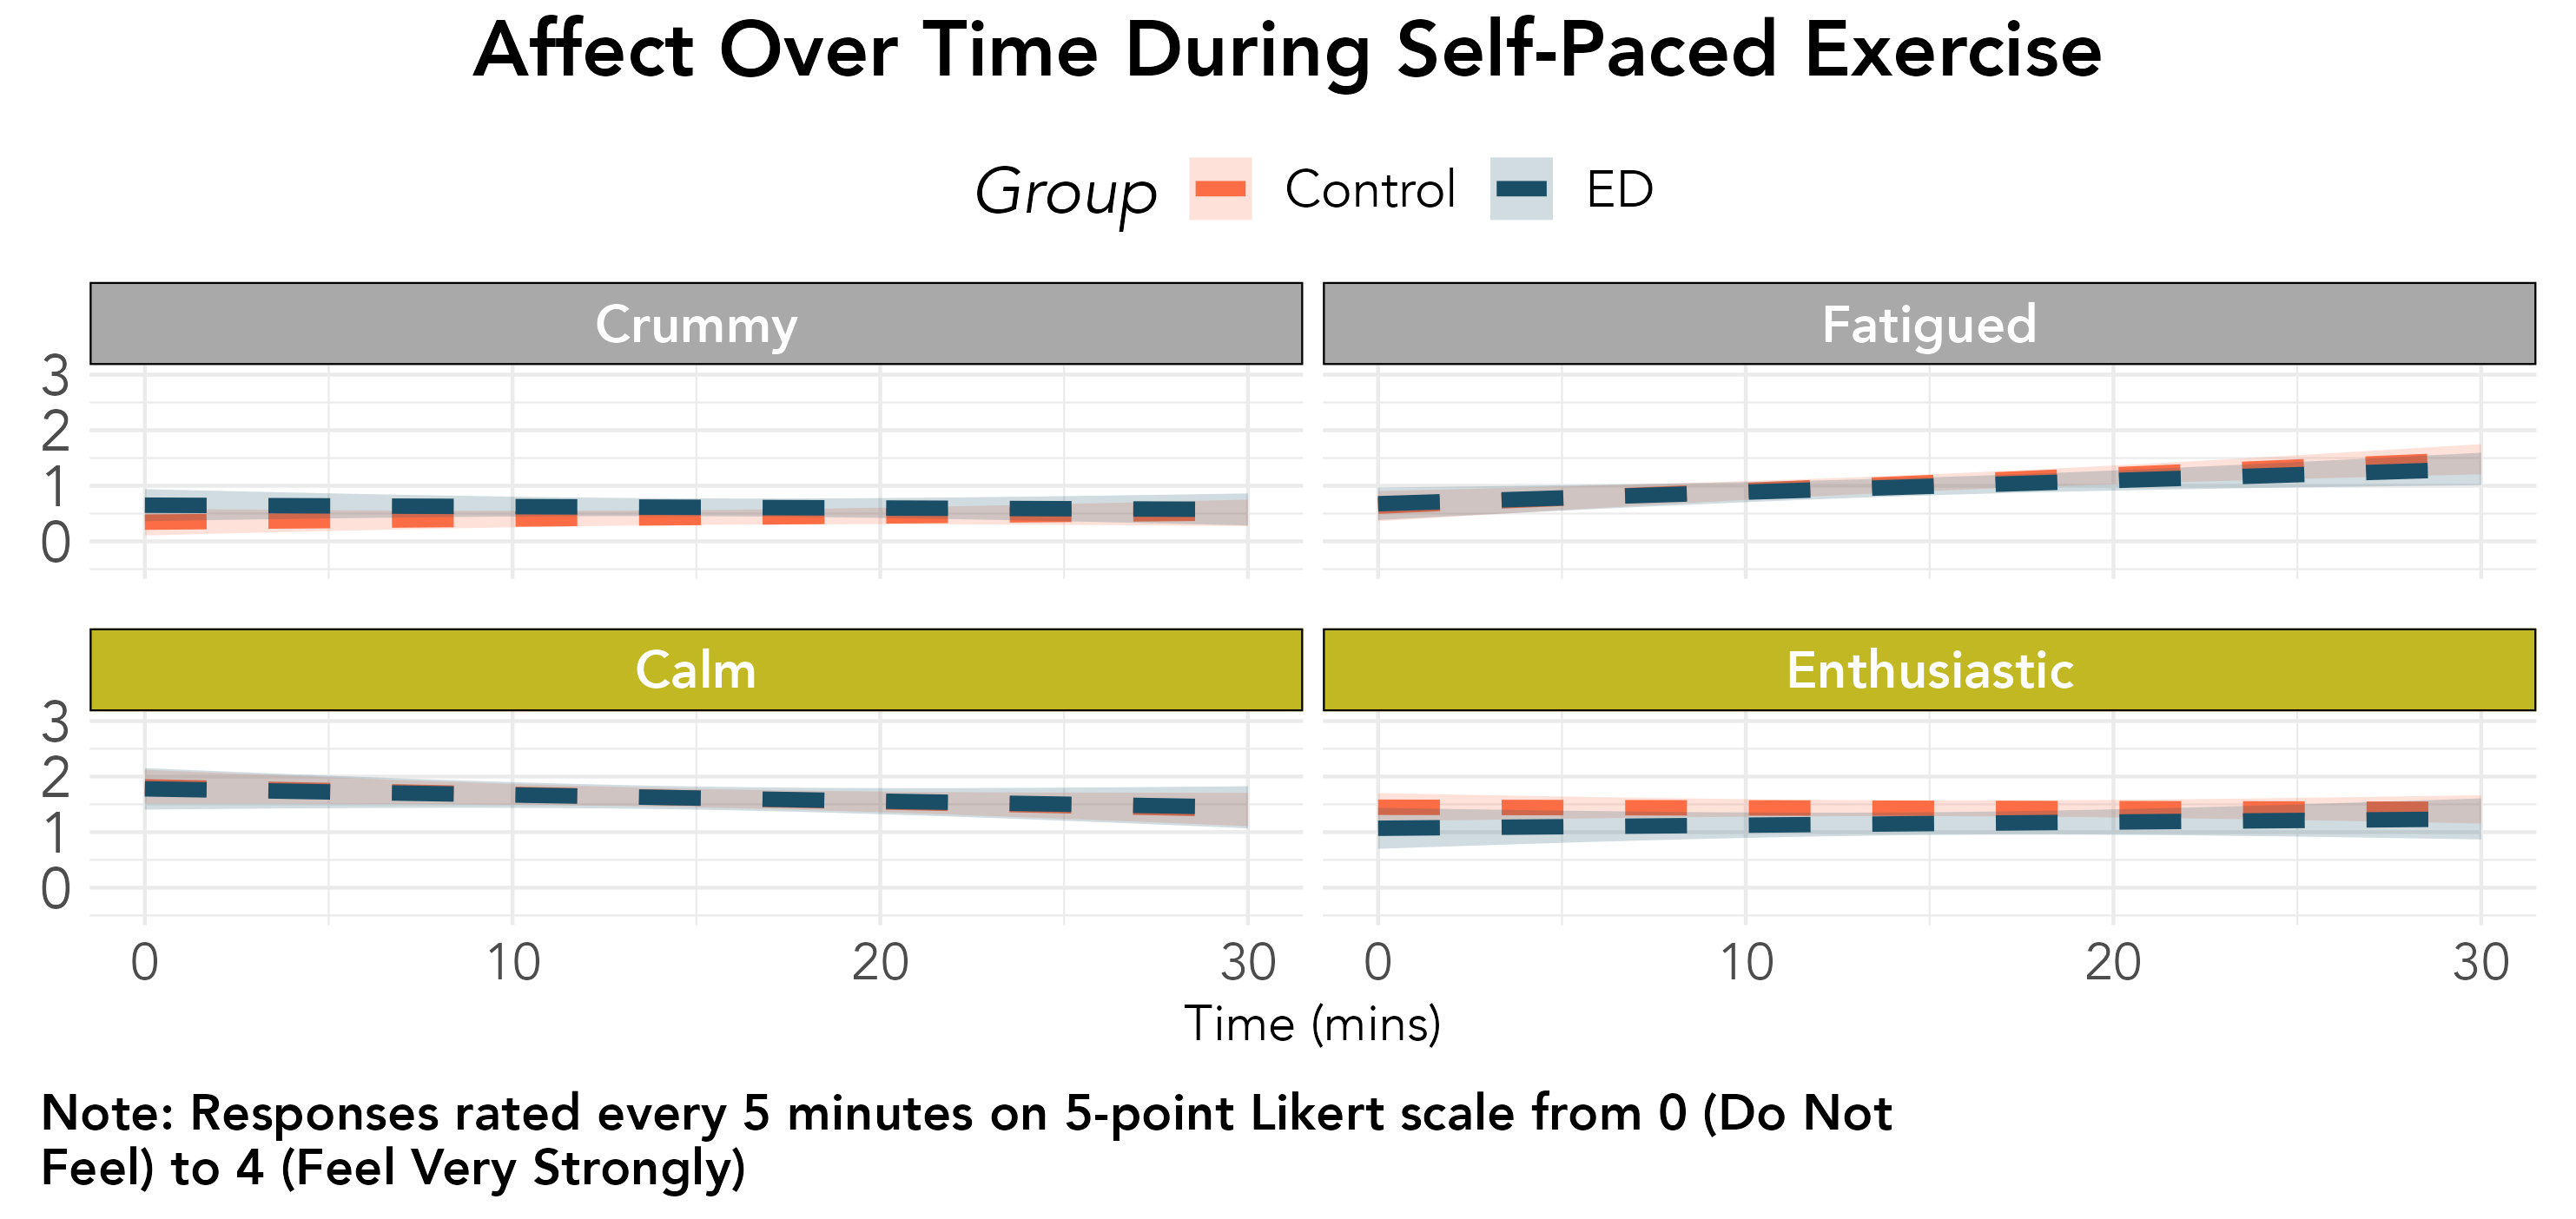 Affect Over Time During Self-Paced Exercise
Group Control ED
Crummy Fatigued
3
2
1
0
Calm Enthusiastic
3
2
1
0
0 10 20 30 0 10 20 30
Time (mins)
Note: Responses rated every 5 minutes on 5-point Likert scale from 0 (Do Not
Feel) to 4 (Feel Very Strongly)